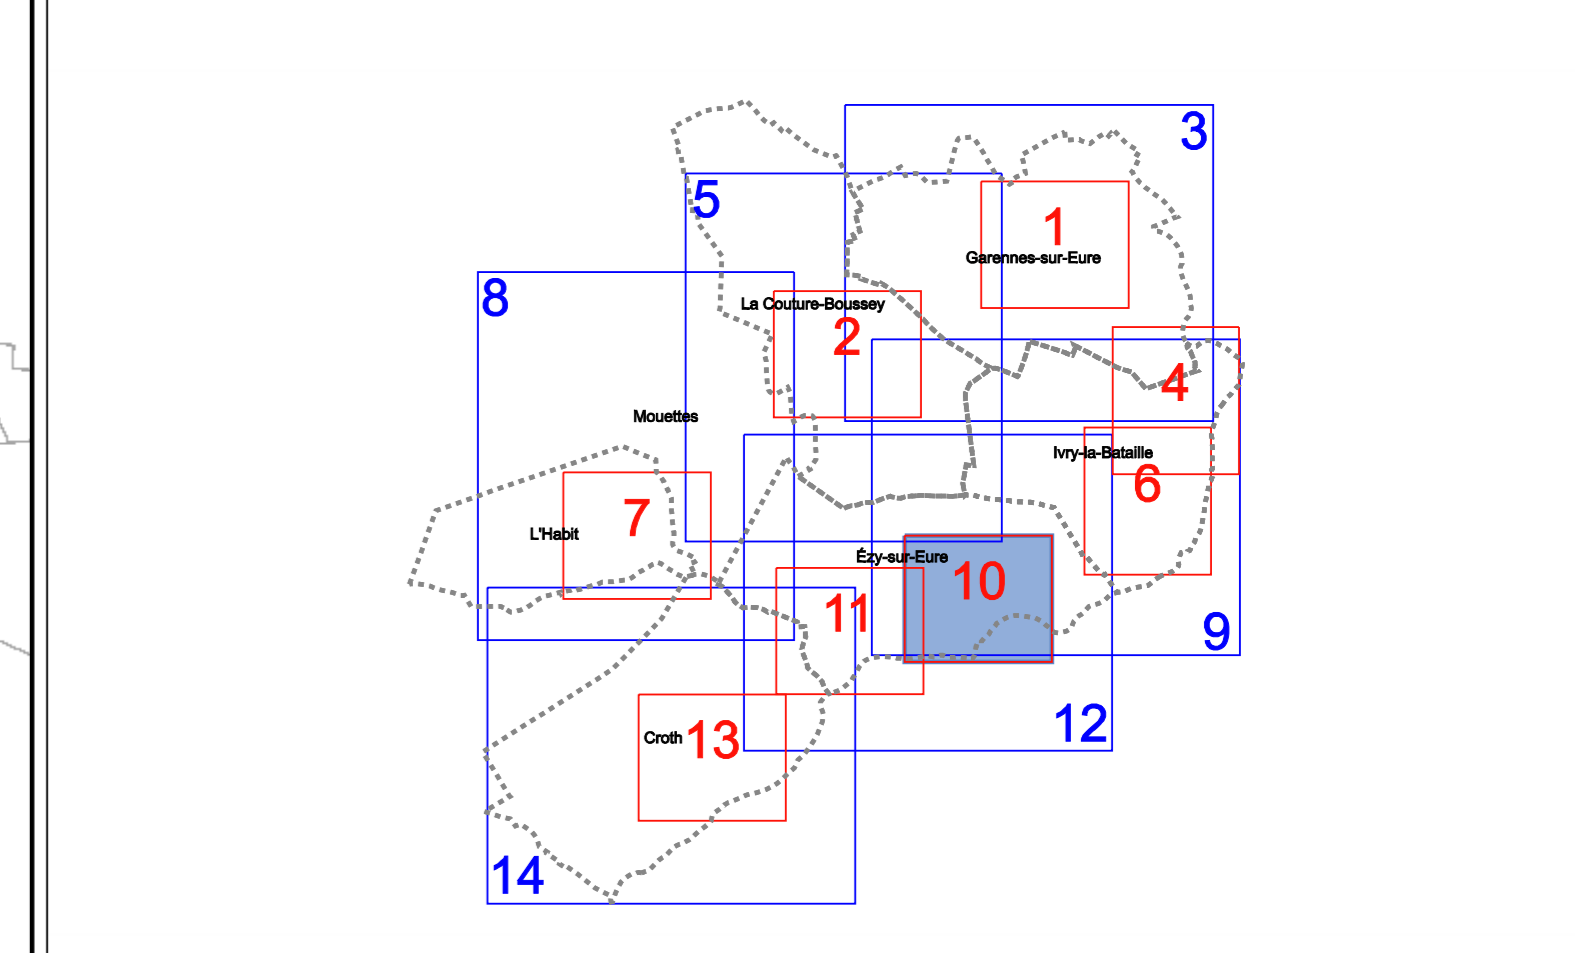 3
5
1
Garennes-sur-Eure
8
La Couture-Boussey
2
4
Mouettes
Ivry-la-Bataille
6
7
L'Habit
Ézy-sur-Eure
10
11
9
12
Croth
13
14